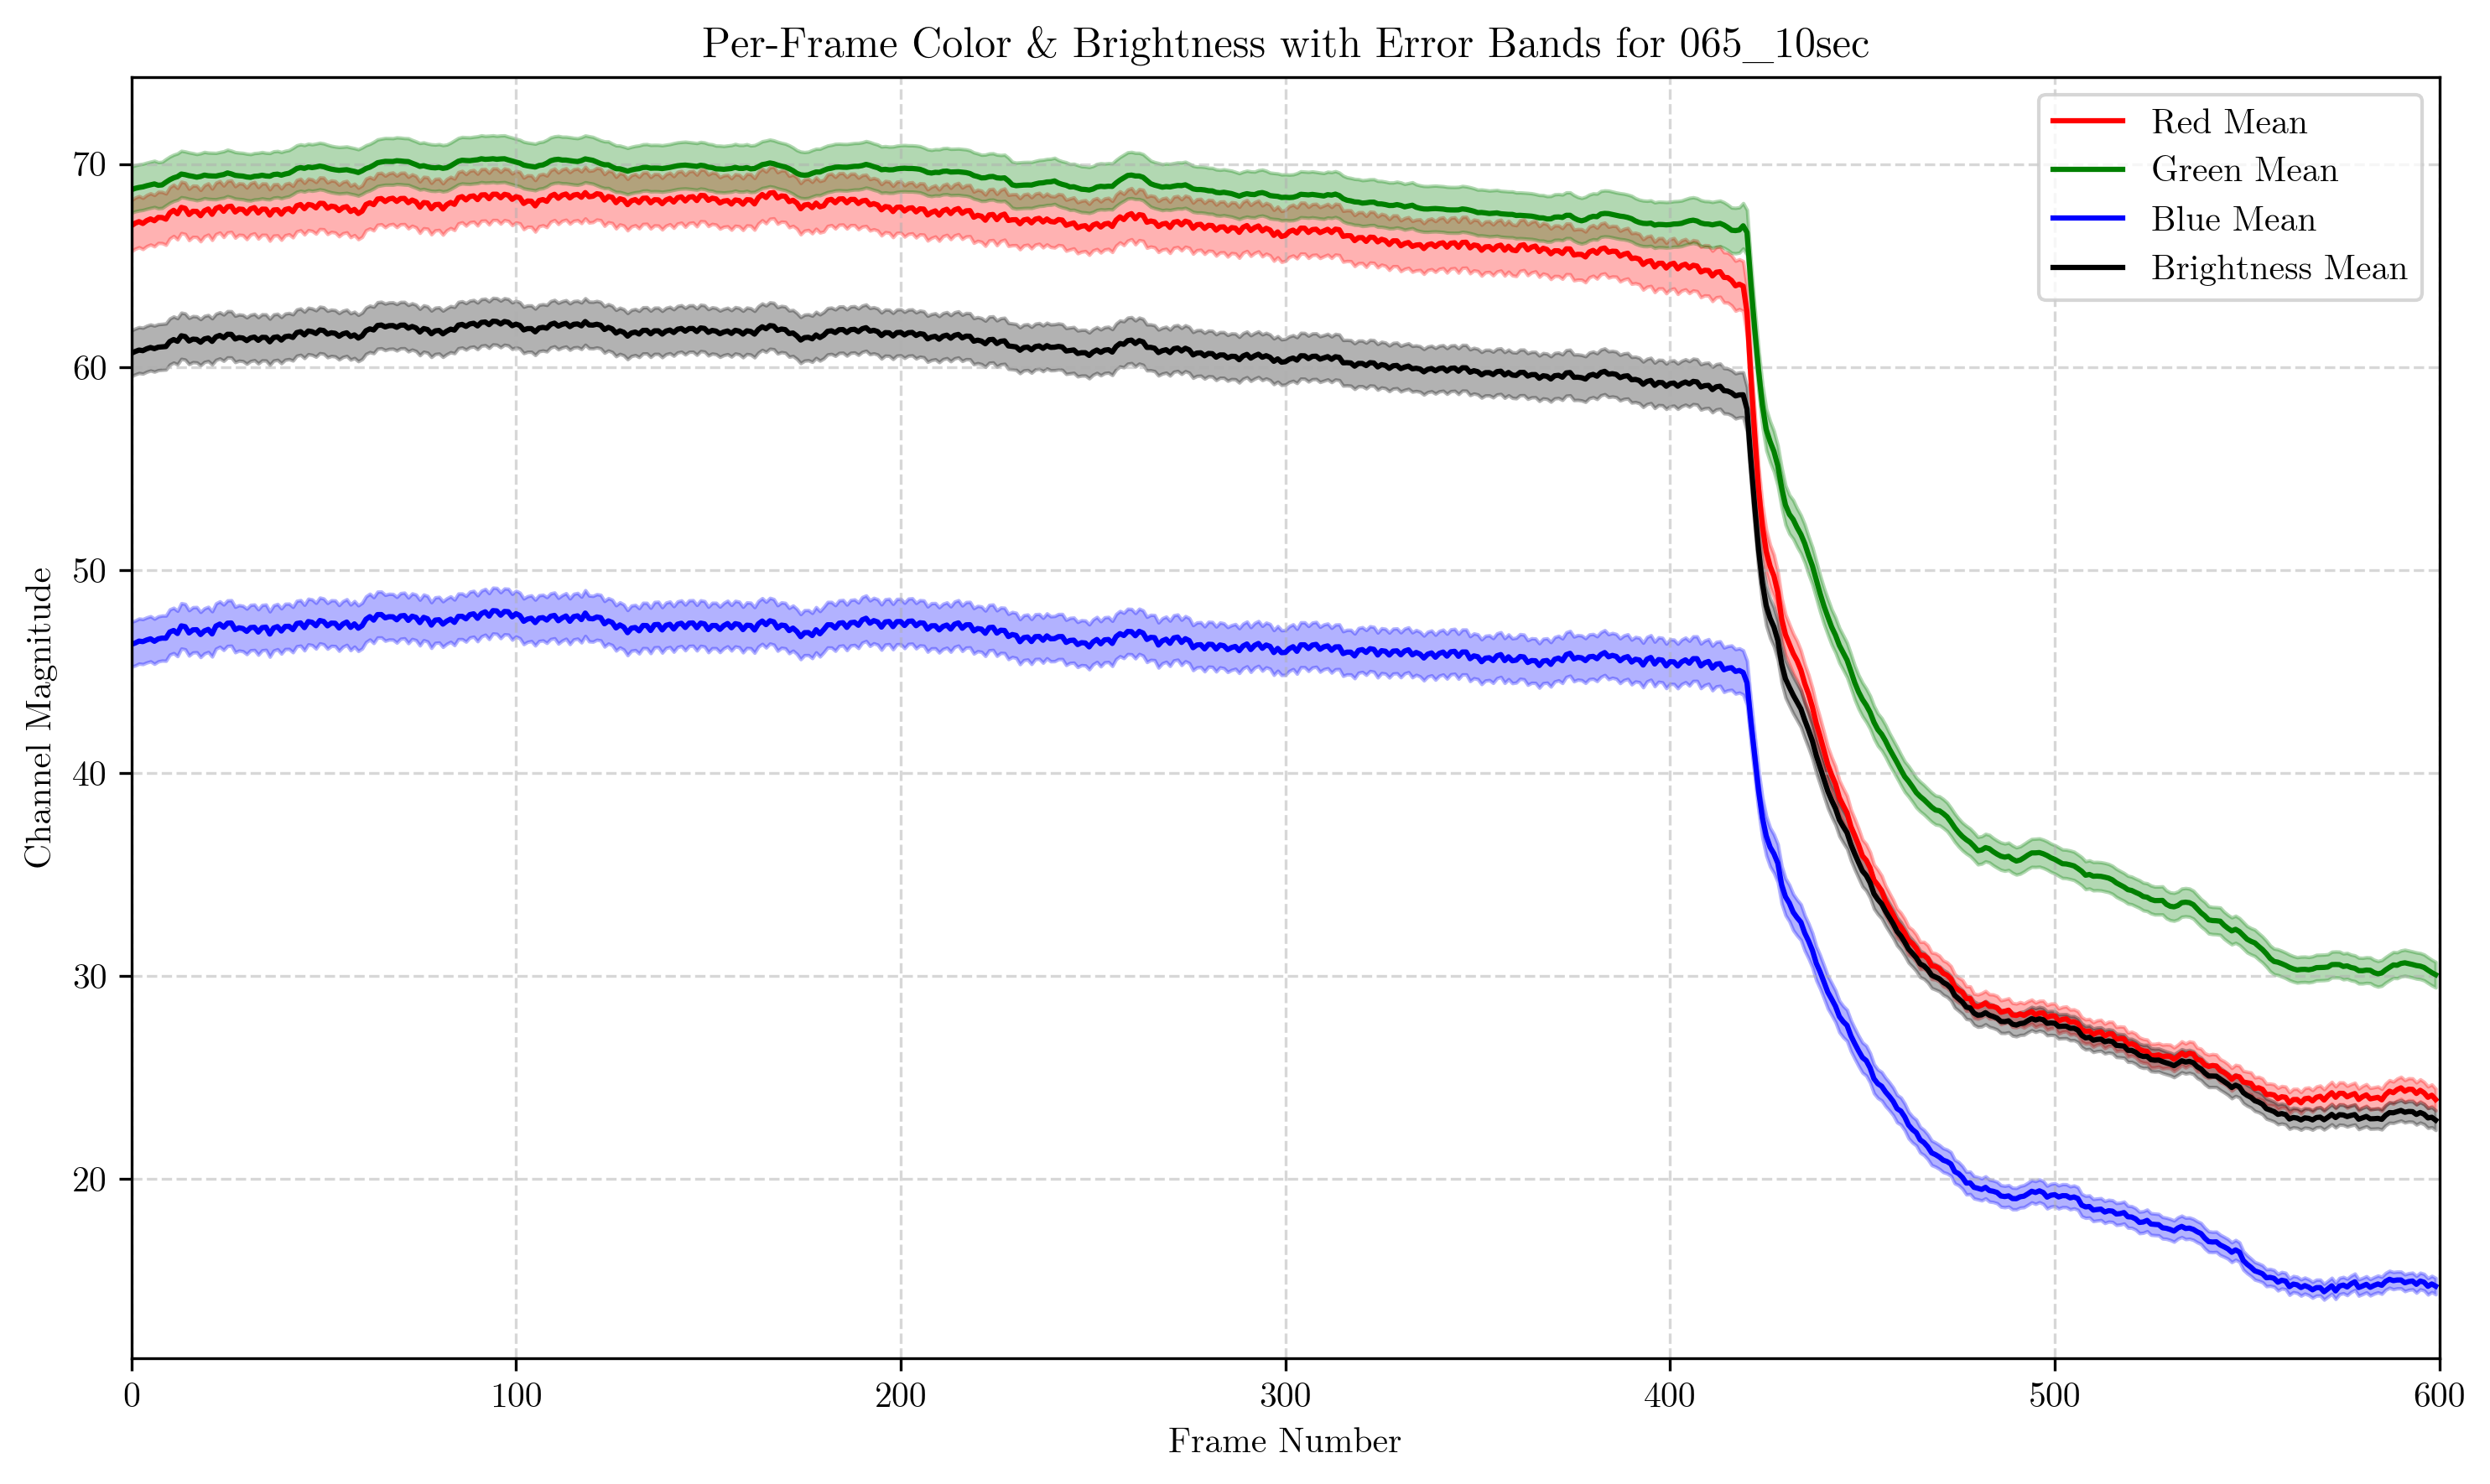 Per-Frame Color & Brightness with Error Bands for 065_10sec
Red Mean
Green Mean
Blue Mean
Brightness Mean
Channel Magnitude
70
60
50
40
30
20
0 100 200 300 400 500 600
Frame Number